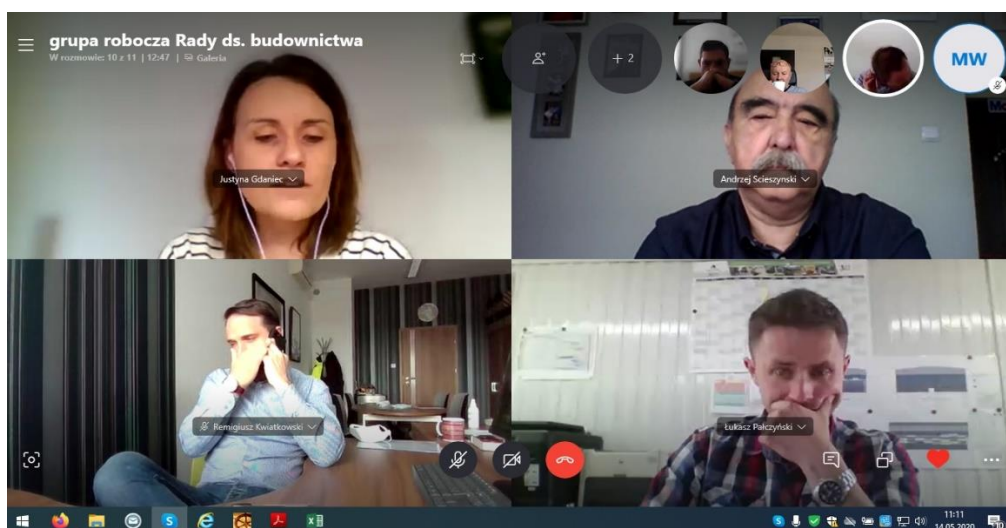 grupa robocza Rady ds. budownictwa
W rozmowie: 10 z 11 | 12:47 | Galeria
+ 2
MW
Justyna Gdaniec
Andrzej Scieszynski
Remigiusz Kwiatkowski
Łukasz Pałczyński
11:11
14.05.2020